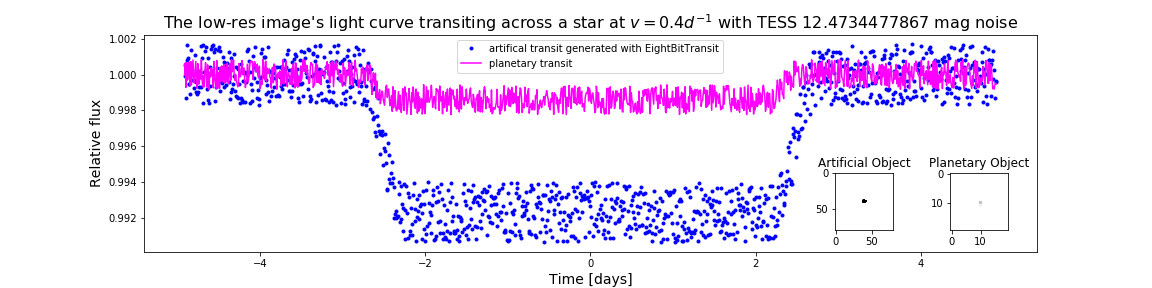 The low-res image's light curve transiting across a star at v = 0.4d⁻¹ with TESS 12.4734477867 mag noise
artifical transit generated with EightBitTransit
planetary transit
Relative flux
1.002
1.000
0.998
0.996
0.994
0.992
Artificial Object
0
50
0 50
Planetary Object
0
10
0 10
−4 −2 0 2 4
Time [days]